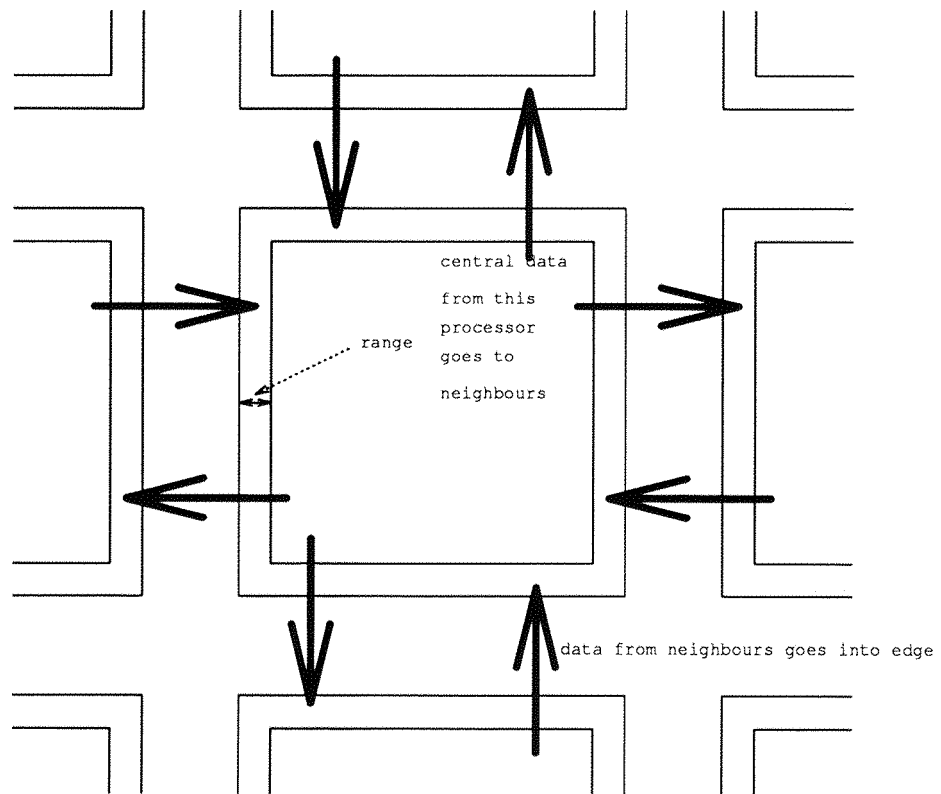 central data
from this
processor
goes to
neighbours
range
data from neighbours goes into edge